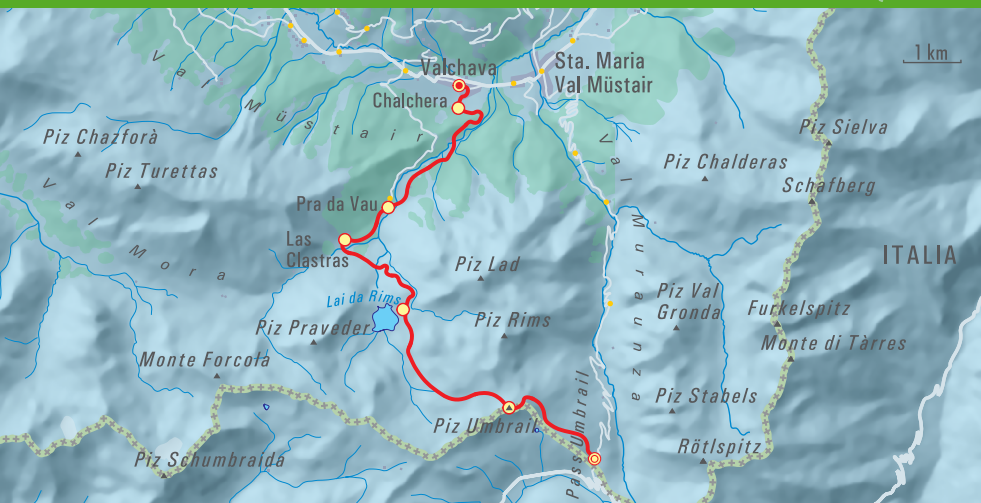 1 km
Valchava
Sta. Maria
Val Müstair
Chalchera
Val Müstair
Piz Chazforà
Piz Turettas
Piz Sielva
Piz Chalderas
Schafberg
Val Mora
Pra da Vau
Las
Clastras
Val Muraunza
ITALIA
Piz Lad
Lai da Rims
Piz Praveder
Piz Rims
Piz Val
Gronda
Furkelspitz
Monte di Tàrres
Monte Forcola
Piz Stabels
Piz Umbrail
Pass Umbrail
Rötlspitz
Piz Schumbraida